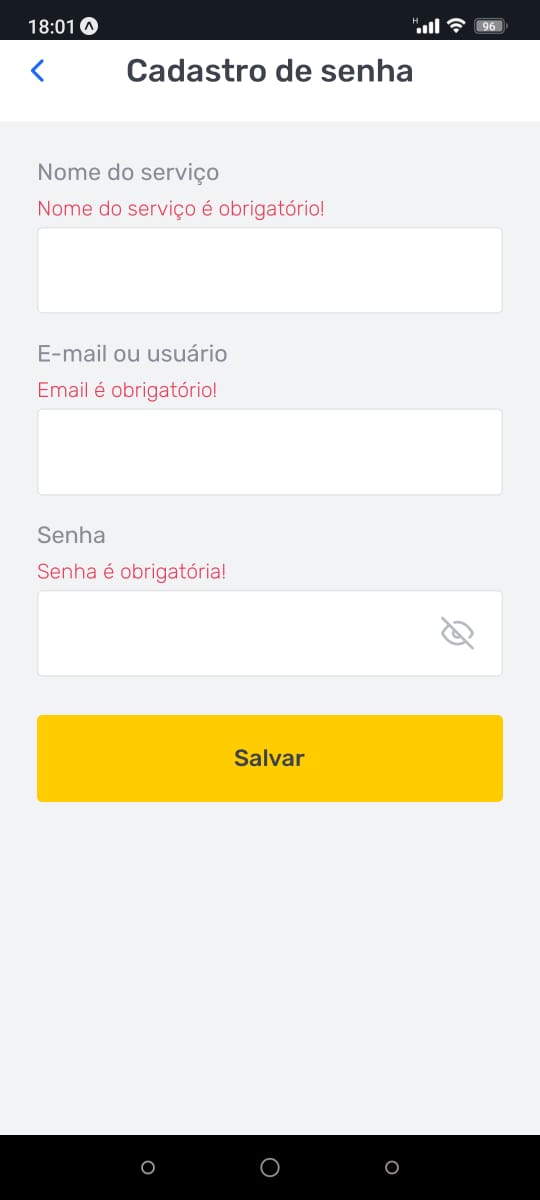 18:01
H
96
Cadastro de senha
Nome do serviço
Nome do serviço é obrigatório!
E-mail ou usuário
Email é obrigatório!
Senha
Senha é obrigatória!
Salvar